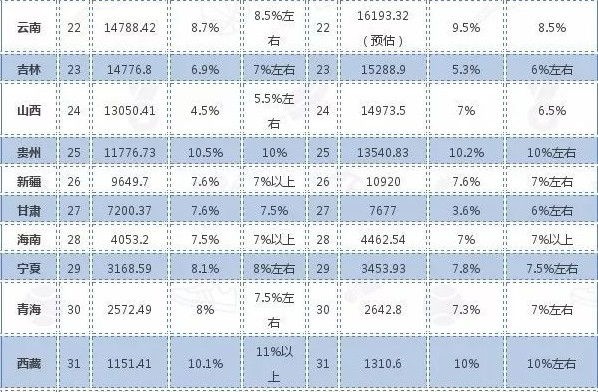 云南 22 14788.42 8.7% 8.5%左右 22 16193.32（预估） 9.5% 8.5%
吉林 23 14776.8 6.9% 7%左右 23 15288.9 5.3% 6%左右
山西 24 13050.41 4.5% 5.5%左右 24 14973.5 7% 6.5%
贵州 25 11776.73 10.5% 10% 25 13540.83 10.2% 10%左右
新疆 26 9649.7 7.6% 7%以上 26 10920 7.6% 7%左右
甘肃 27 7200.37 7.6% 7.5% 27 7677 3.6% 6%左右
海南 28 4053.2 7.5% 7%以上 28 4462.54 7% 7%以上
宁夏 29 3168.59 8.1% 8%左右 29 3453.93 7.8% 7.5%左右
青海 30 2572.49 8% 7.5%左右 30 2642.8 7.3% 7%左右
西藏 31 1151.41 10.1% 11%以上 31 1310.6 10% 10%左右